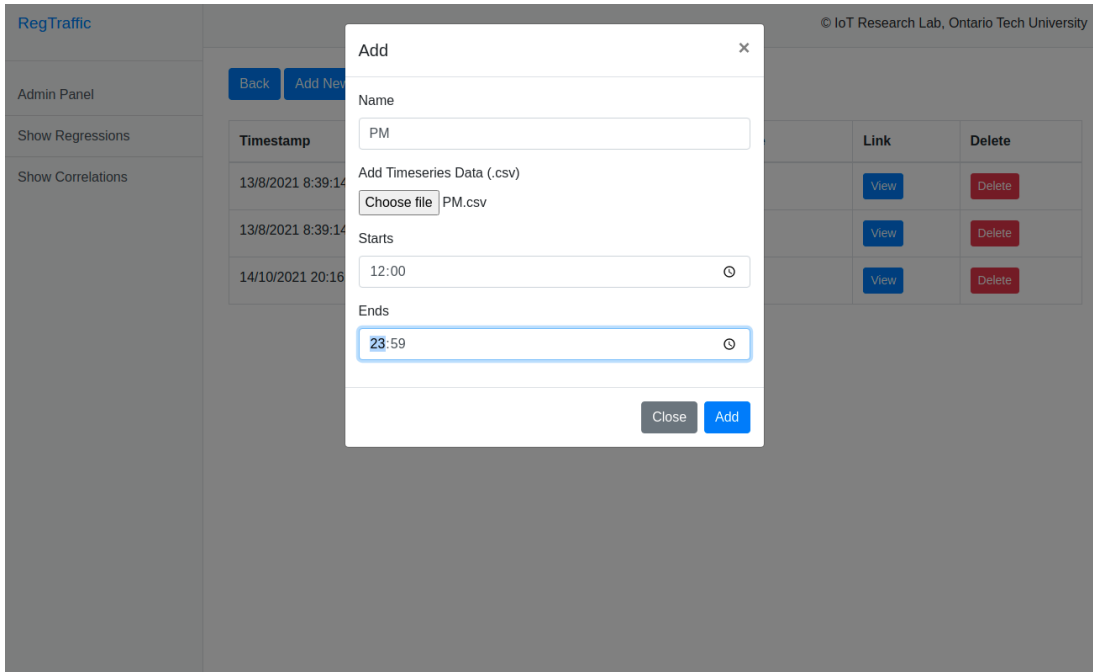 RegTraffic
© IoT Research Lab, Ontario Tech University
Admin Panel
Show Regressions
Show Correlations
Back
Add New
Timestamp
Link
Delete
13/8/2021 8:39:14
View
Delete
13/8/2021 8:39:14
View
Delete
14/10/2021 20:16
View
Delete
Add
×
Name
PM
Add Timeseries Data (.csv)
Choose file PM.csv
Starts
12:00
Ends
23:59
Close
Add